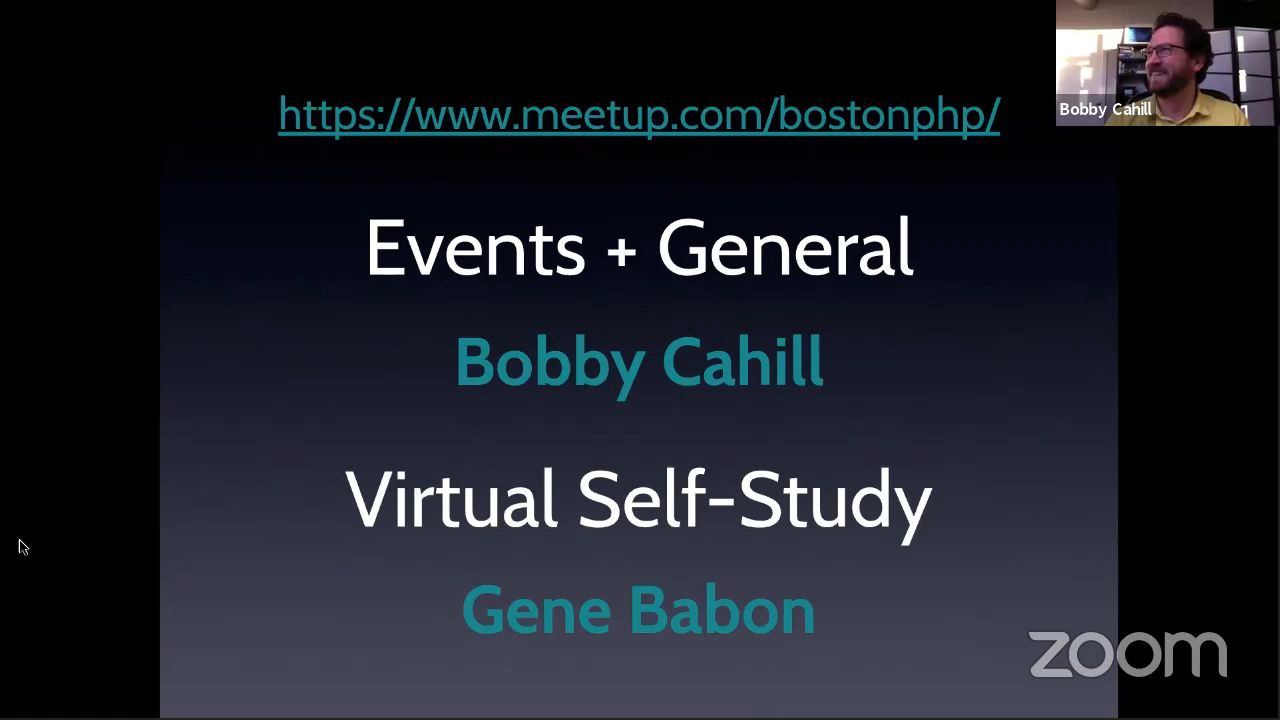 https://www.meetup.com/bostonphp/
Bobby Cahill
Events + General
Bobby Cahill
Virtual Self-Study
Gene Babon
zoom